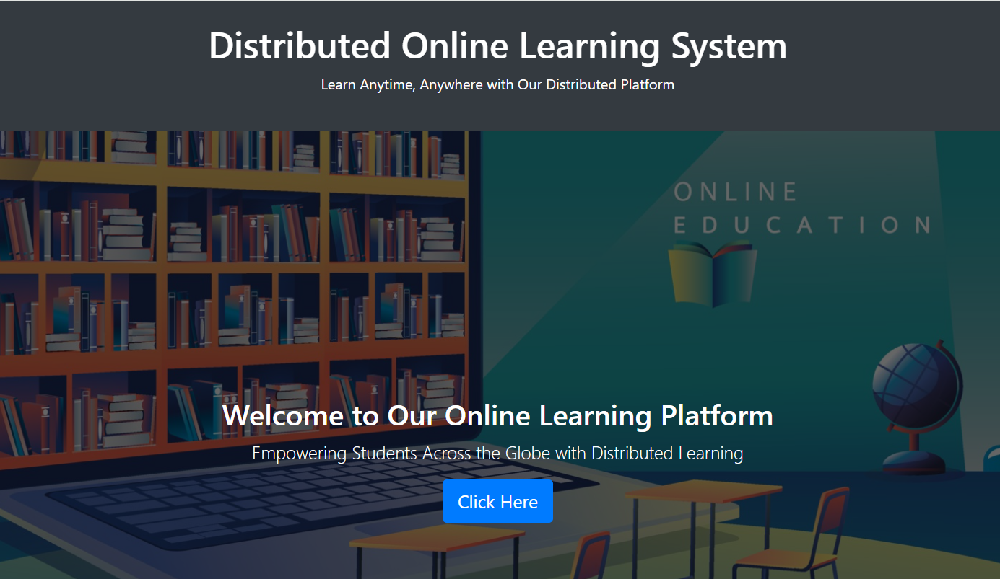 Distributed Online Learning System
Learn Anytime, Anywhere with Our Distributed Platform
ONLINE
EDUCATION
Welcome to Our Online Learning Platform
Empowering Students Across the Globe with Distributed Learning
Click Here